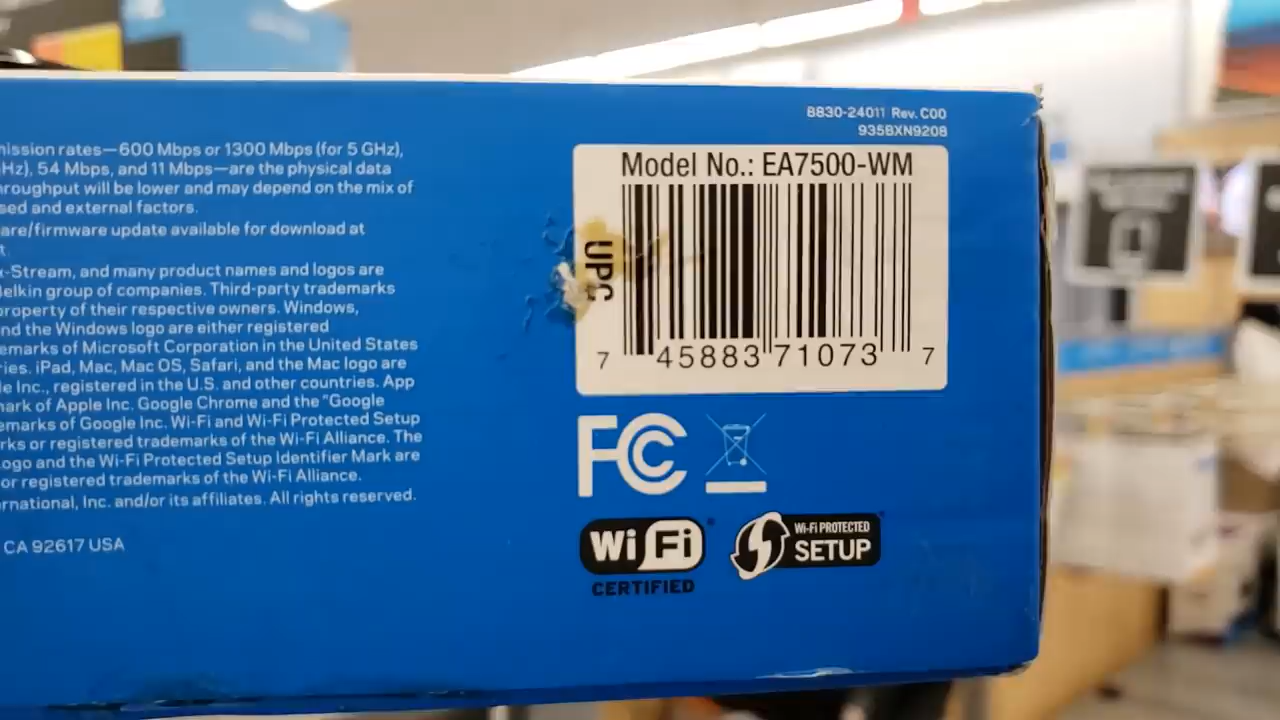 8830-24011 Rev. C00
935BXN9208
mission rates—600 Mbps or 1300 Mbps (for 5 GHz),
Hz), 54 Mbps, and 11 Mbps—are the physical data
hroughput will be lower and may depend on the mix of
sed and external factors.
are/firmware update available for download at
t.
x-Stream, and many product names and logos are
Belkin group of companies. Third-party trademarks
property of their respective owners. Windows,
nd the Windows logo are either registered
emarks of Microsoft Corporation in the United States
ries. iPad, Mac, Mac OS, Safari, and the Mac logo are
le Inc., registered in the U.S. and other countries. App
mark of Apple Inc. Google Chrome and the "Google
emarks of Google Inc. Wi-Fi and Wi-Fi Protected Setup
rks or registered trademarks of the Wi-Fi Alliance. The
ogo and the Wi-Fi Protected Setup Identifier Mark are
or registered trademarks of the Wi-Fi Alliance.
rnational, Inc. and/or its affiliates. All rights reserved.
CA 92617 USA
Model No.: EA7500-WM
UPC
7 45883 71073 7
FC
Wi Fi
CERTIFIED
Wi-Fi PROTECTED
SETUP